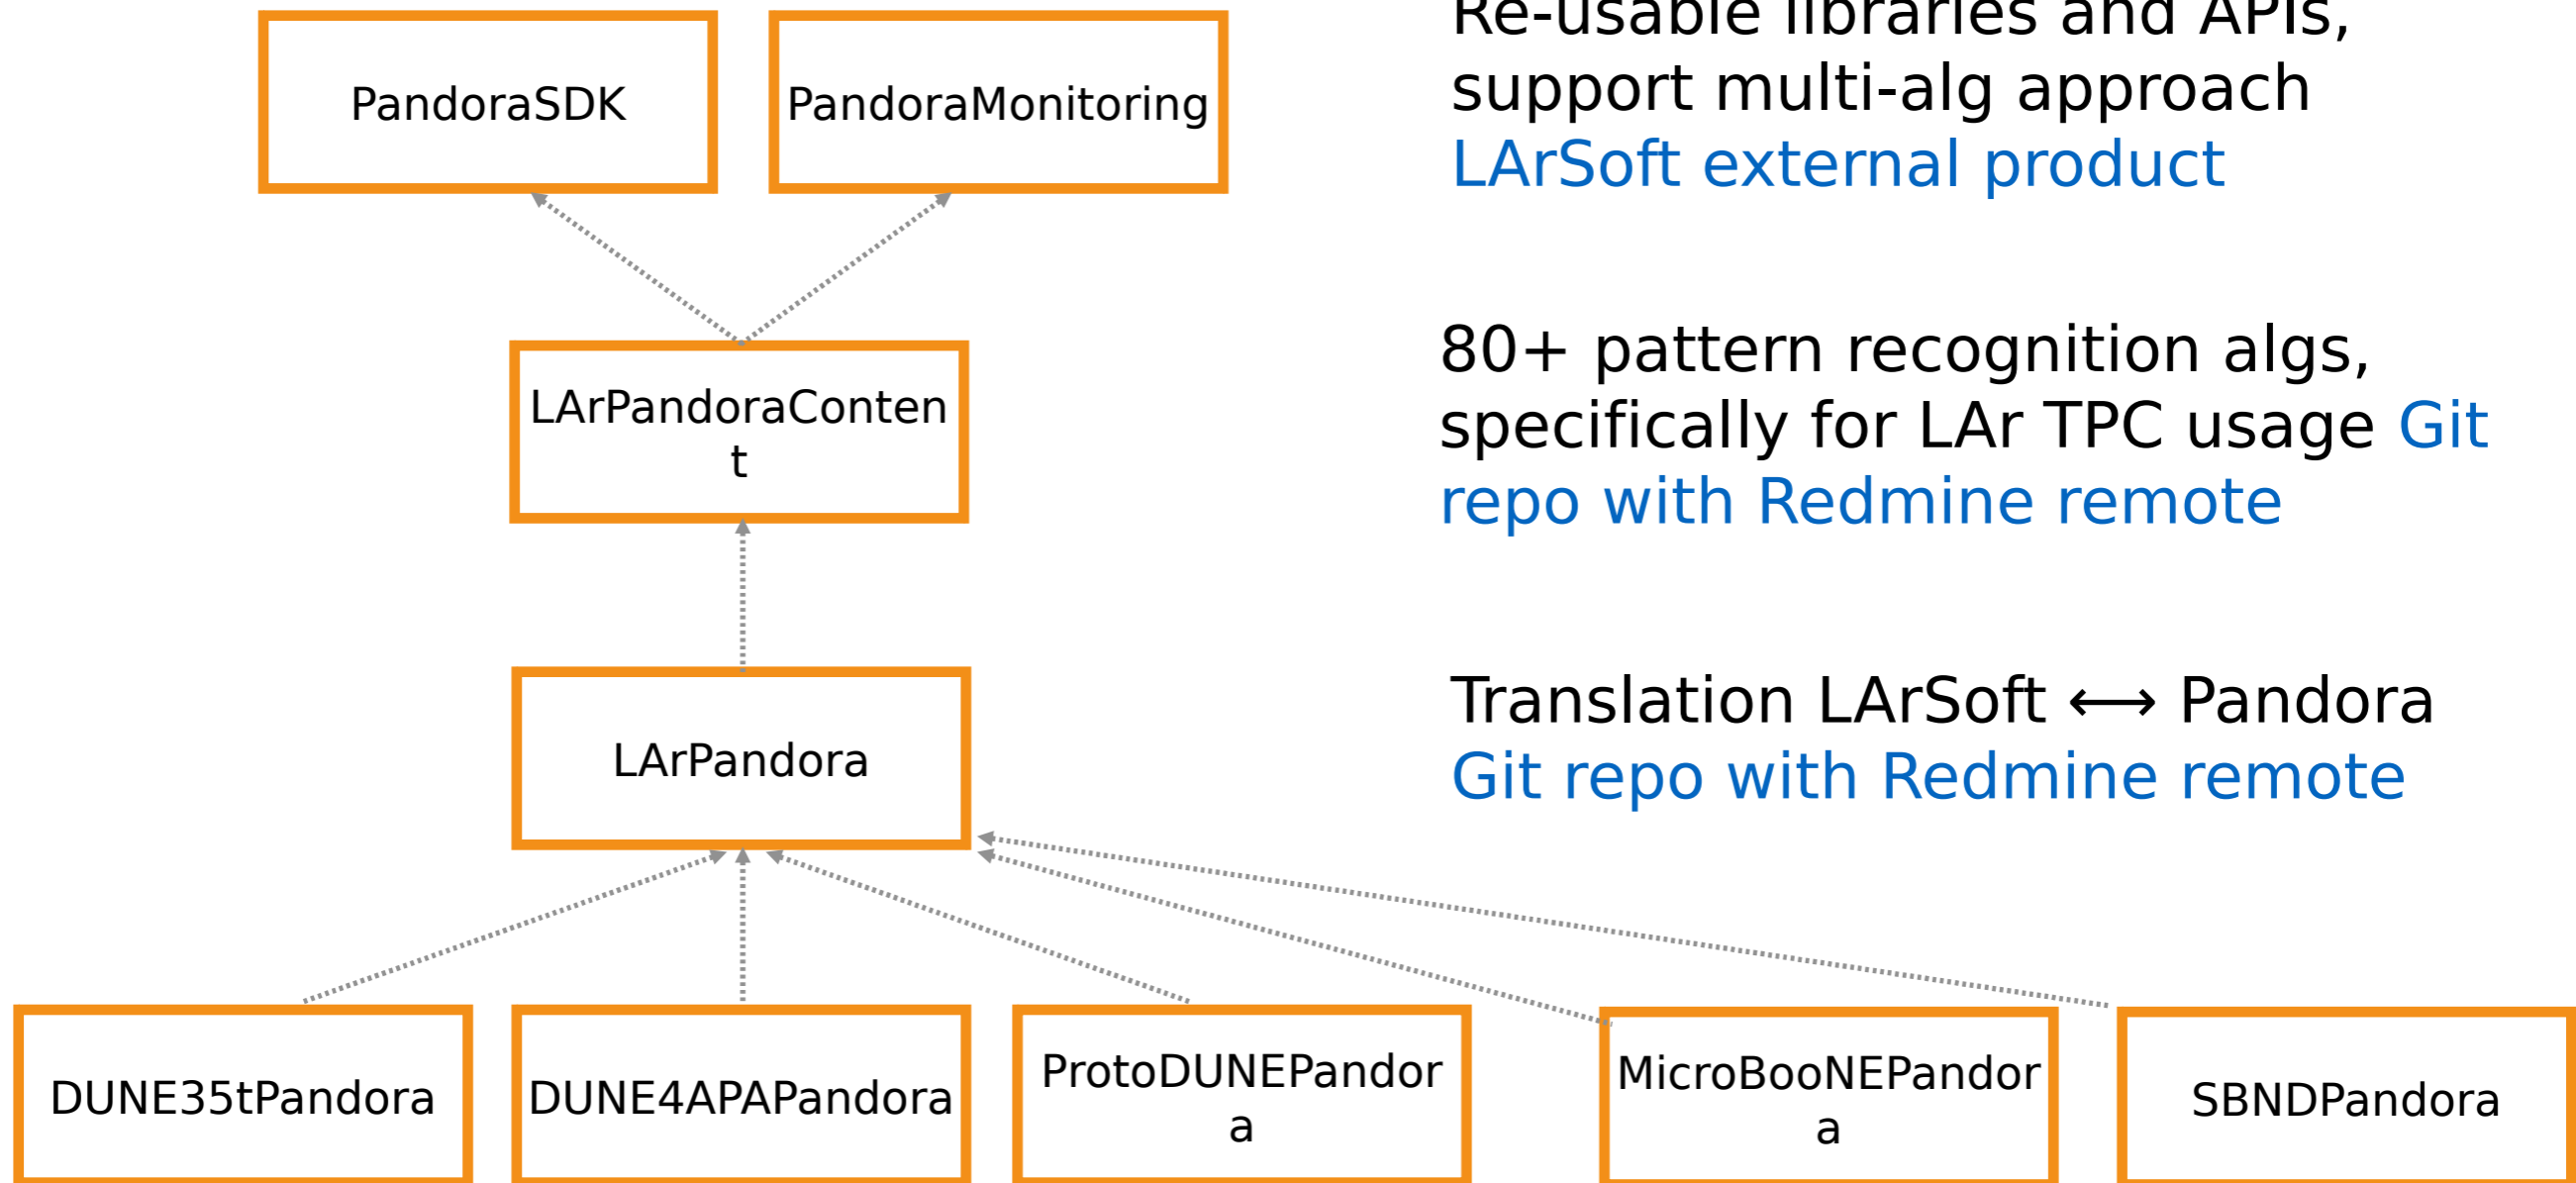 Re-usable libraries and APIs,
support multi-alg approach
LArSoft external product
PandoraSDK
PandoraMonitoring
80+ pattern recognition algs,
specifically for LAr TPC usage Git
repo with Redmine remote
LArPandoraConten
t
Translation LArSoft ⟷ Pandora
Git repo with Redmine remote
LArPandora
DUNE35tPandora
DUNE4APAPandora
ProtoDUNEPandor
a
MicroBooNEPandor
a
SBNDPandora